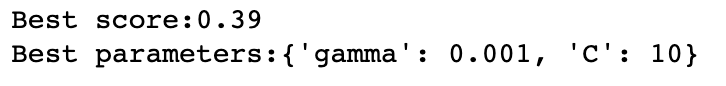 Best score:0.39
Best parameters:{'gamma': 0.001, 'C': 10}